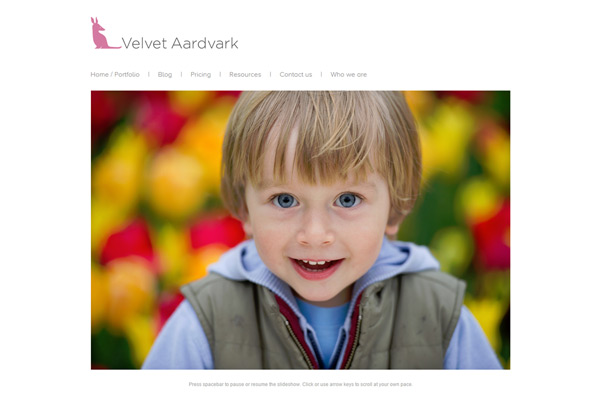 Velvet Aardvark
Home / Portfolio | Blog | Pricing | Resources | Contact us | Who we are
Press spacebar to pause or resume the slideshow. Click or use arrow keys to scroll at your own pace